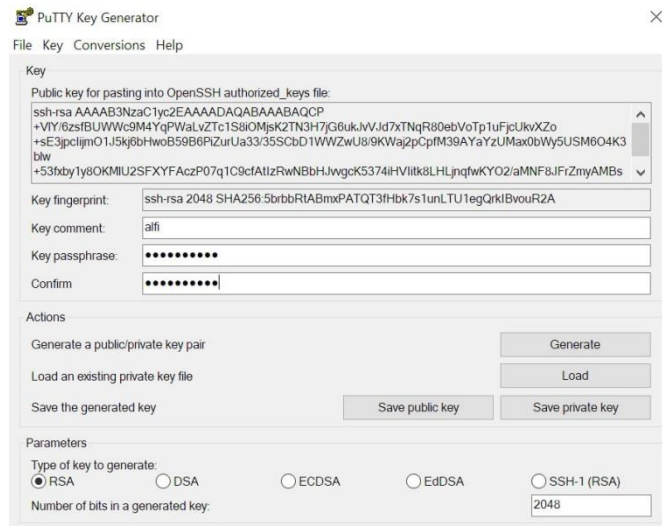 PuTTY Key Generator
File Key Conversions Help
Key
Public key for pasting into OpenSSH authorized_keys file:
ssh-rsa AAAAB3NzaC1yc2EAAAADAQABAAABAQCP
+VlY/6zsfBUWWc9M4YqPWaLvZTc1S8iOMjsK2TN3H7jG6ukJvVJd7xTNqR80ebVoTp1uFjcUkvXZo
+sE3jpclijmO1J5kj6bHwoB59B6PiZurUa33/35SCbD1WWZwU8/9KWaj2pCpfM39AYaYzUMax0bWy5USM6O4K3
blw
+53fxby1y8OKMlU2SFXYFAczP07q1C9cfAtIzRwNBbHJvvgcK5374iHVIitk8LHLjnqfwKYO2/aMNF8JFrZmyAMBs
Key fingerprint: ssh-rsa 2048 SHA256:5brbbRtABmxPATQT3fHbk7s1unLTU1egQrkIBvouR2A
Key comment: alfi
Key passphrase:
Confirm
Actions
Generate a public/private key pair Generate
Load an existing private key file Load
Save the generated key Save public key Save private key
Parameters
Type of key to generate:
RSA DSA ECDSA EdDSA SSH-1 (RSA)
Number of bits in a generated key: 2048